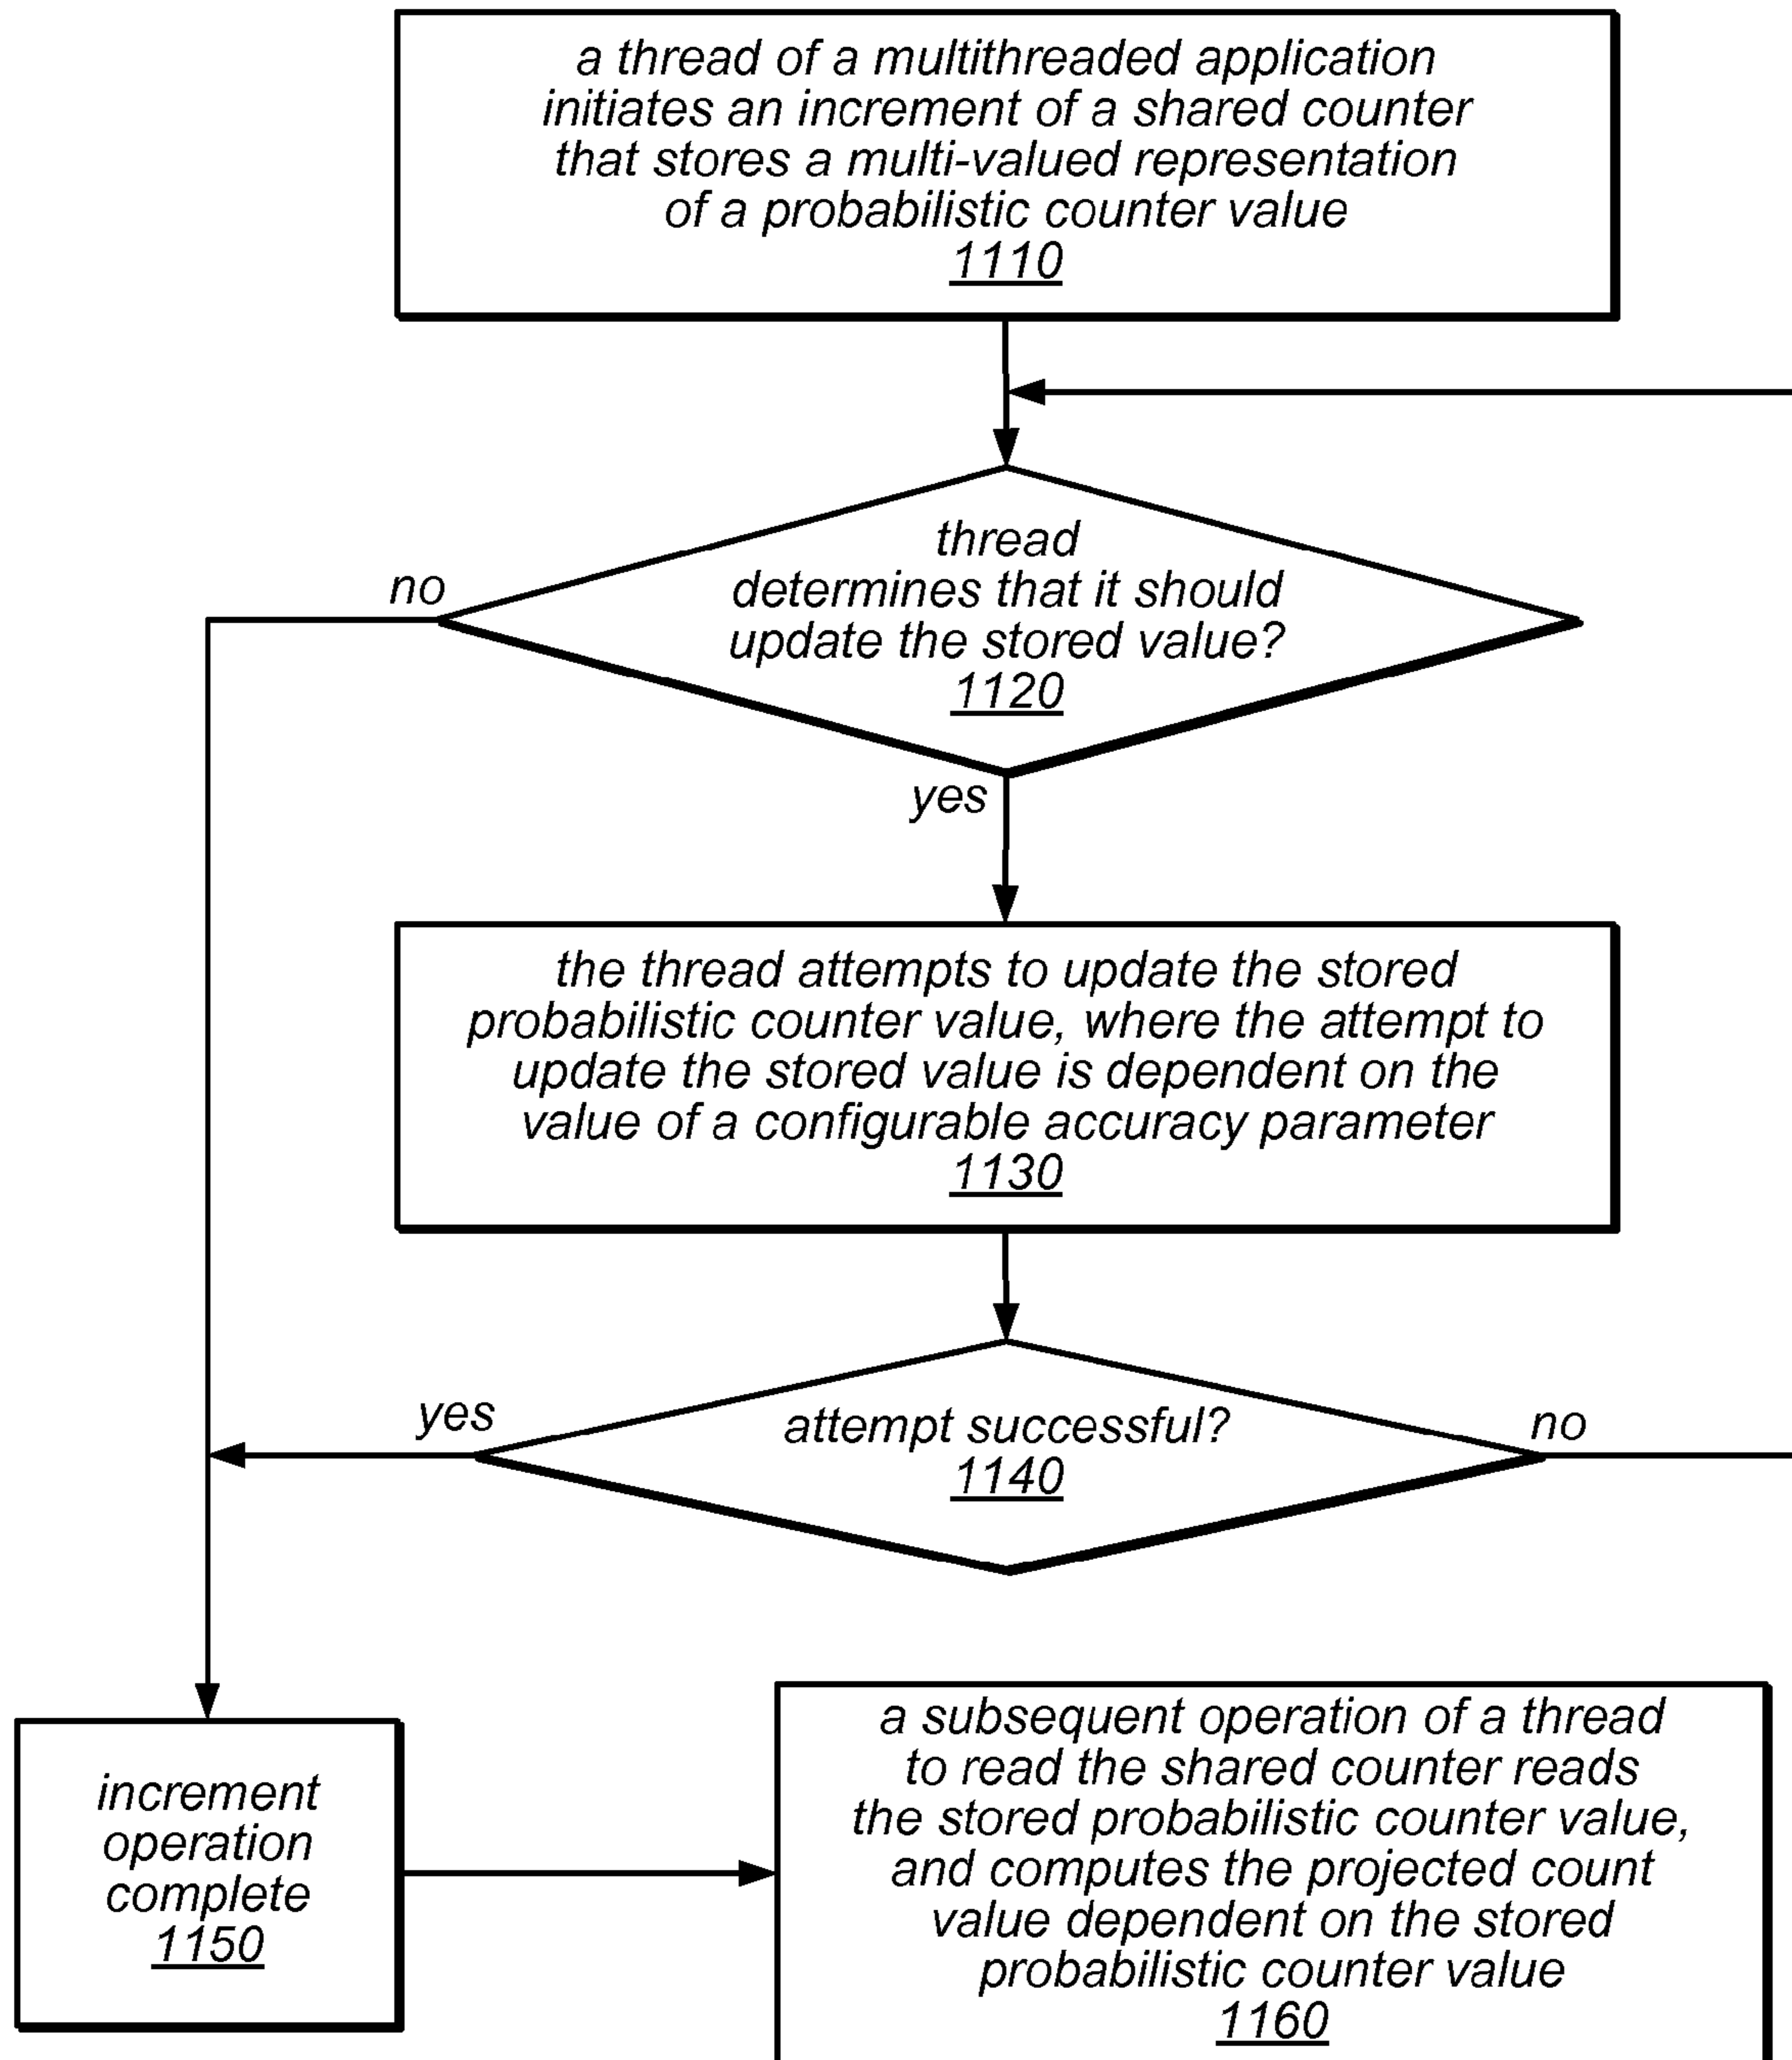 a thread of a multithreaded application
initiates an increment of a shared counter
that stores a multi-valued representation
of a probabilistic counter value
1110
thread
determines that it should
update the stored value?
1120
no
yes
the thread attempts to update the stored
probabilistic counter value, where the attempt to
update the stored value is dependent on the
value of a configurable accuracy parameter
1130
attempt successful?
1140
yes
no
increment
operation
complete
1150
a subsequent operation of a thread
to read the shared counter reads
the stored probabilistic counter value,
and computes the projected count
value dependent on the stored
probabilistic counter value
1160